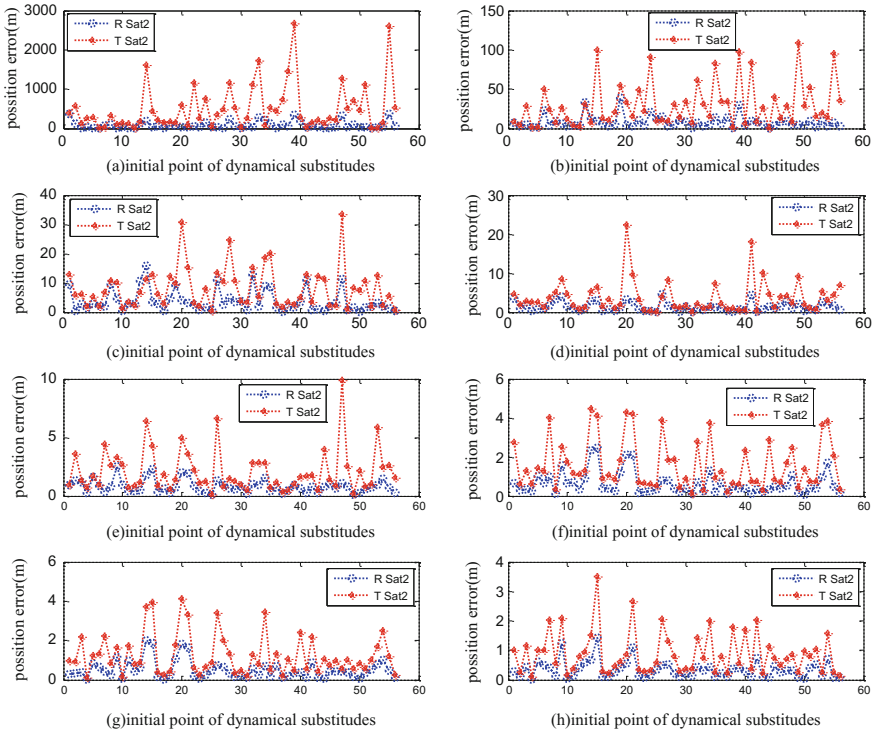 3000
2000
1000
0
possition error(m)
R Sat2
T Sat2
0 10 20 30 40 50 60
(a)initial point of dynamical substitudes
150
100
50
0
possition error(m)
R Sat2
T Sat2
0 10 20 30 40 50 60
(b)initial point of dynamical substitudes
40
30
20
10
0
possition error(m)
R Sat2
T Sat2
0 10 20 30 40 50 60
(c)initial point of dynamical substitudes
30
20
10
0
possition error(m)
R Sat2
T Sat2
0 10 20 30 40 50 60
(d)initial point of dynamical substitudes
10
5
0
possition error(m)
R Sat2
T Sat2
0 10 20 30 40 50 60
(e)initial point of dynamical substitudes
6
4
2
0
possition error(m)
R Sat2
T Sat2
0 10 20 30 40 50 60
(f)initial point of dynamical substitudes
6
4
2
0
possition error(m)
R Sat2
T Sat2
0 10 20 30 40 50 60
(g)initial point of dynamical substitudes
4
3
2
1
0
possition error(m)
R Sat2
T Sat2
0 10 20 30 40 50 60
(h)initial point of dynamical substitudes